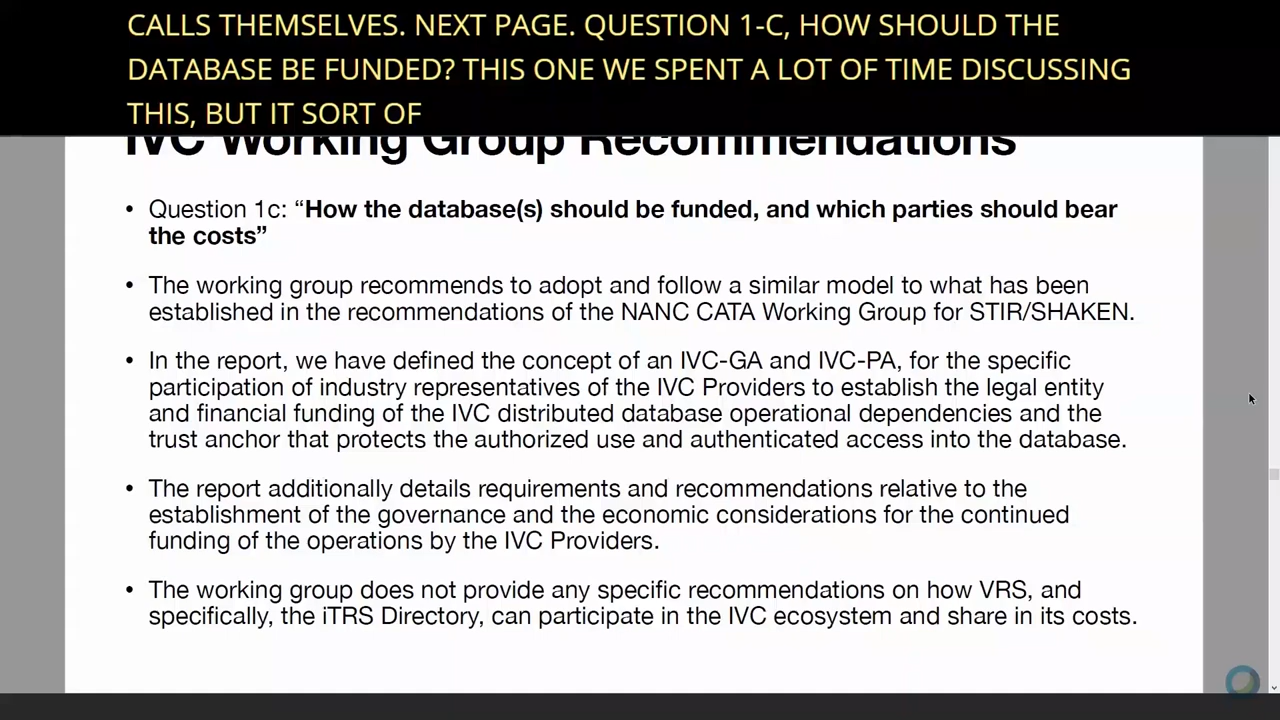 CALLS THEMSELVES. NEXT PAGE. QUESTION 1-C, HOW SHOULD THE
DATABASE BE FUNDED? THIS ONE WE SPENT A LOT OF TIME DISCUSSING
THIS, BUT IT SORT OF
IVC Working Group Recommendations
• Question 1c: “How the database(s) should be funded, and which parties should bear
the costs”
• The working group recommends to adopt and follow a similar model to what has been
established in the recommendations of the NANC CATA Working Group for STIR/SHAKEN.
• In the report, we have defined the concept of an IVC-GA and IVC-PA, for the specific
participation of industry representatives of the IVC Providers to establish the legal entity
and financial funding of the IVC distributed database operational dependencies and the
trust anchor that protects the authorized use and authenticated access into the database.
• The report additionally details requirements and recommendations relative to the
establishment of the governance and the economic considerations for the continued
funding of the operations by the IVC Providers.
• The working group does not provide any specific recommendations on how VRS, and
specifically, the iTRS Directory, can participate in the IVC ecosystem and share in its costs.